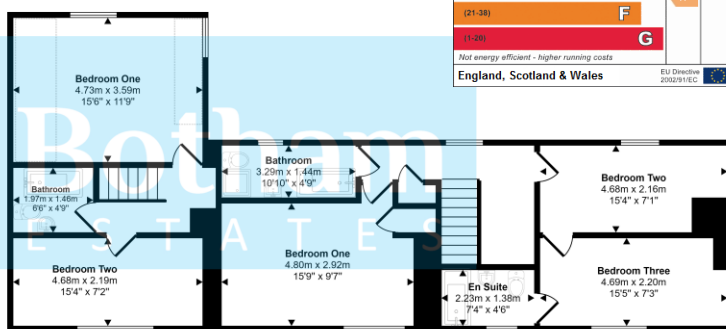 (21-38)
F
(1-20)
G
Not energy efficient - higher running costs
England, Scotland & Wales
EU Directive
2002/91/EC
Bedroom One
4.73m x 3.59m
15'6" x 11'9"
Botham
ESTATES
Bathroom
1.97m x 1.46m
6'6" x 4'9"
Bathroom
3.29m x 1.44m
10'10" x 4'9"
Bedroom Two
4.68m x 2.16m
15'4" x 7'1"
Bedroom Two
4.68m x 2.19m
15'4" x 7'2"
Bedroom One
4.80m x 2.92m
15'9" x 9'7"
En Suite
2.23m x 1.38m
7'4" x 4'6"
Bedroom Three
4.69m x 2.20m
15'5" x 7'3"